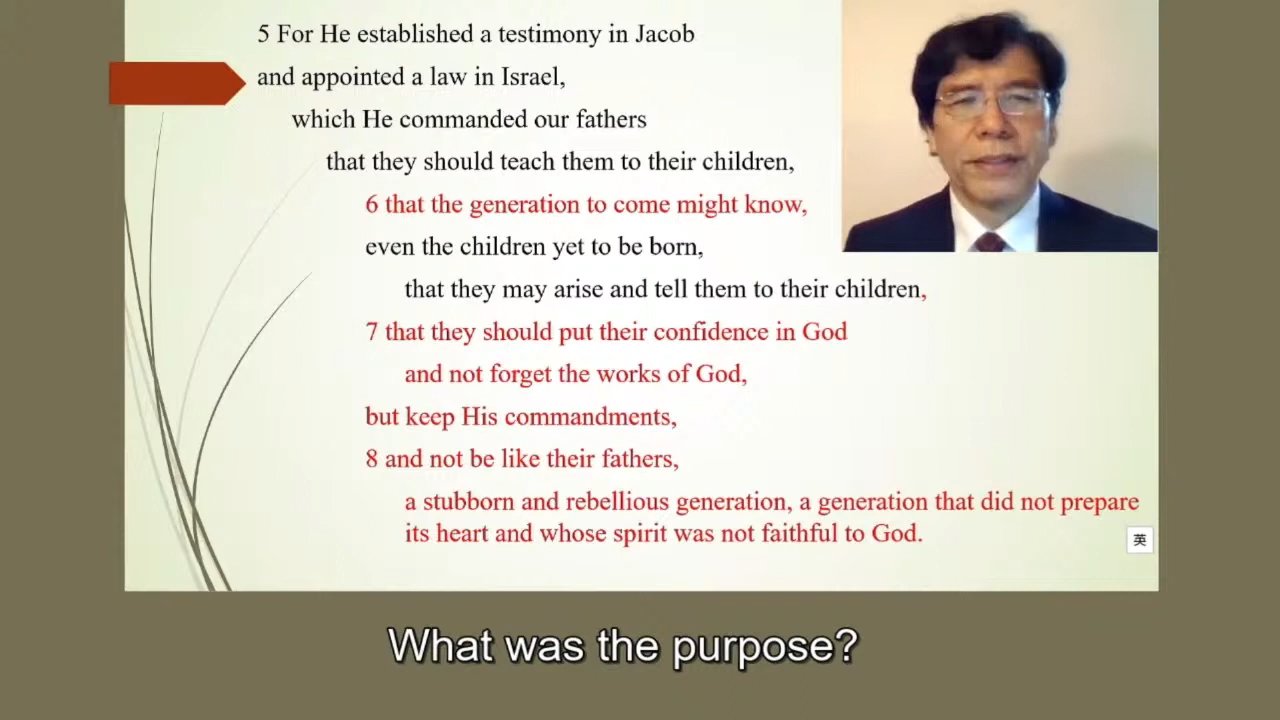 5 For He established a testimony in Jacob
and appointed a law in Israel,
which He commanded our fathers
that they should teach them to their children,
6 that the generation to come might know,
even the children yet to be born,
that they may arise and tell them to their children,
7 that they should put their confidence in God
and not forget the works of God,
but keep His commandments,
8 and not be like their fathers,
a stubborn and rebellious generation, a generation that did not prepare
its heart and whose spirit was not faithful to God.
英
What was the purpose?